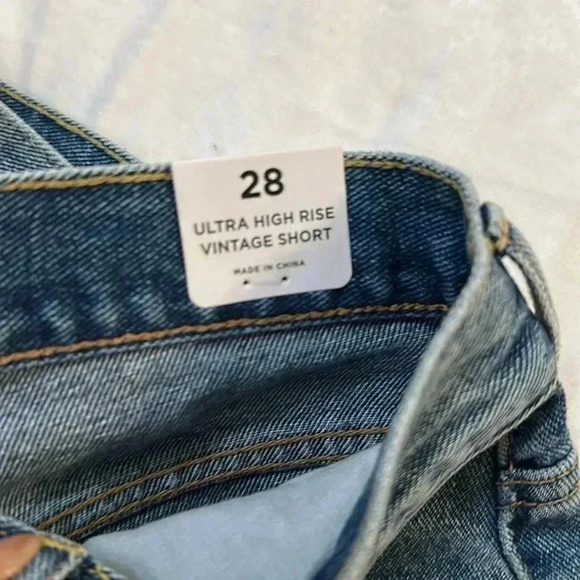 28
ULTRA HIGH RISE
VINTAGE SHORT
MADE IN CHINA